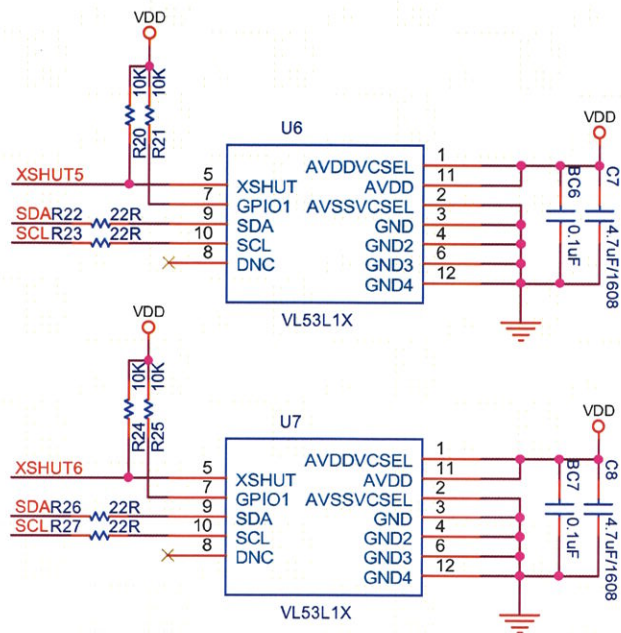 VDD
10K
10K
R20
R21
U6
VDD
XSHUT5
5
XSHUT
AVDDVCSEL
1
7
GPIO1
AVDD
11
SDA
R22
22R
9
SDA
AVSSVCSEL
2
SCL
R23
22R
10
SCL
GND
3
8
DNC
GND2
4
GND3
6
GND4
12
BC6
0.1uF
C7
4.7uF/1608
VL53L1X
VDD
10K
10K
R24
R25
U7
VDD
XSHUT6
5
XSHUT
AVDDVCSEL
1
7
GPIO1
AVDD
11
SDA
R26
22R
9
SDA
AVSSVCSEL
2
SCL
R27
22R
10
SCL
GND
3
8
DNC
GND2
4
GND3
6
GND4
12
BC7
0.1uF
C8
4.7uF/1608
VL53L1X